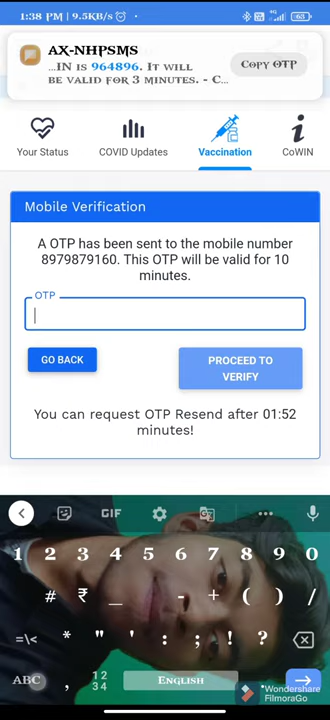 1:38 PM | 9.5KB/s
4G
63
AX-NHPSMS
...IN is 964896. It will
be valid for 3 minutes. - C...
Copy OTP
Your Status
COVID Updates
Vaccination
CoWIN
Mobile Verification
A OTP has been sent to the mobile number
8979879160. This OTP will be valid for 10
minutes.
OTP
GO BACK
PROCEED TO
VERIFY
You can request OTP Resend after 01:52
minutes!
GIF
1 2 3 4 5 6 7 8 9 0
# ₹ _ - + ( ) /
=\< * " ' : ; ! ?
ABC , 12 34 English
Wondershare
FilmoraGo